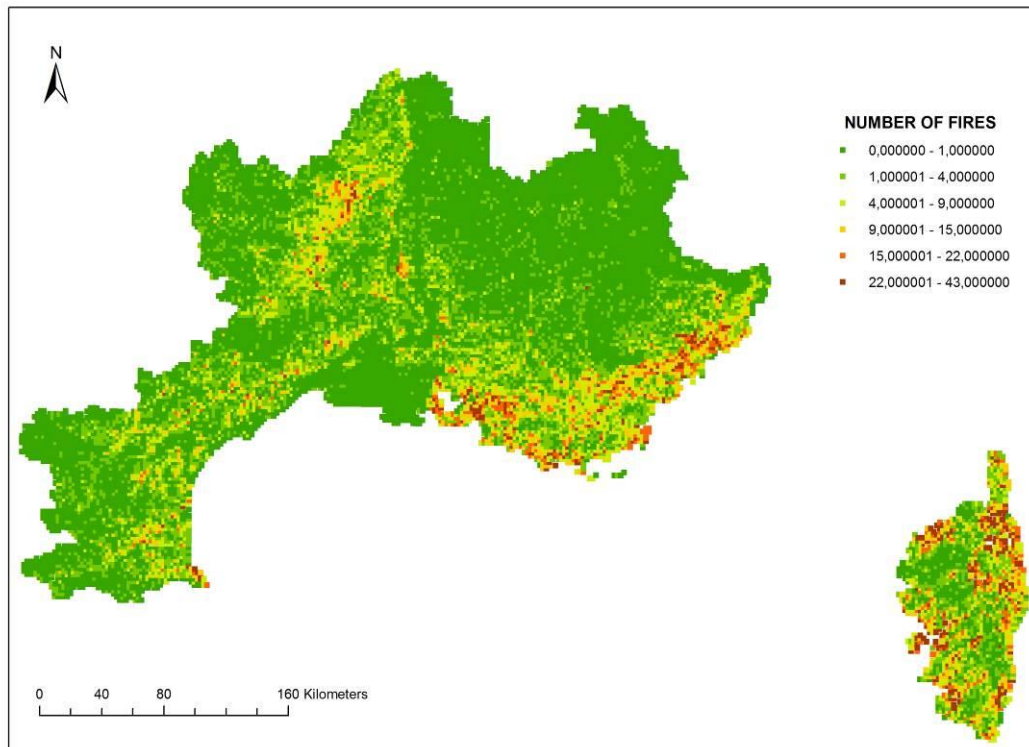 N
NUMBER OF FIRES
0,000000 - 1,000000
1,000001 - 4,000000
4,000001 - 9,000000
9,000001 - 15,000000
15,000001 - 22,000000
22,000001 - 43,000000
0 40 80 160 Kilometers